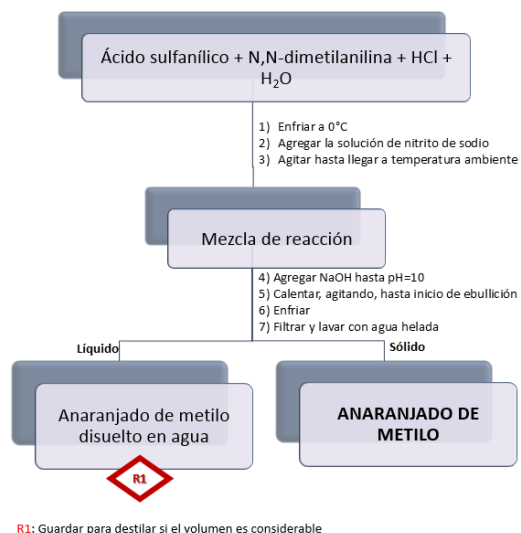 Ácido sulfanílico + N,N-dimetilanilina + HCl +
H₂O
1) Enfriar a 0°C
2) Agregar la solución de nitrito de sodio
3) Agitar hasta llegar a temperatura ambiente
Mezcla de reacción
4) Agregar NaOH hasta pH=10
5) Calentar, agitando, hasta inicio de ebullición
6) Enfriar
7) Filtrar y lavar con agua helada
Líquido
Sólido
Anaranjado de metilo
disuelto en agua
ANARANJADO DE
METILO
R1
R1: Guardar para destilar si el volumen es considerable